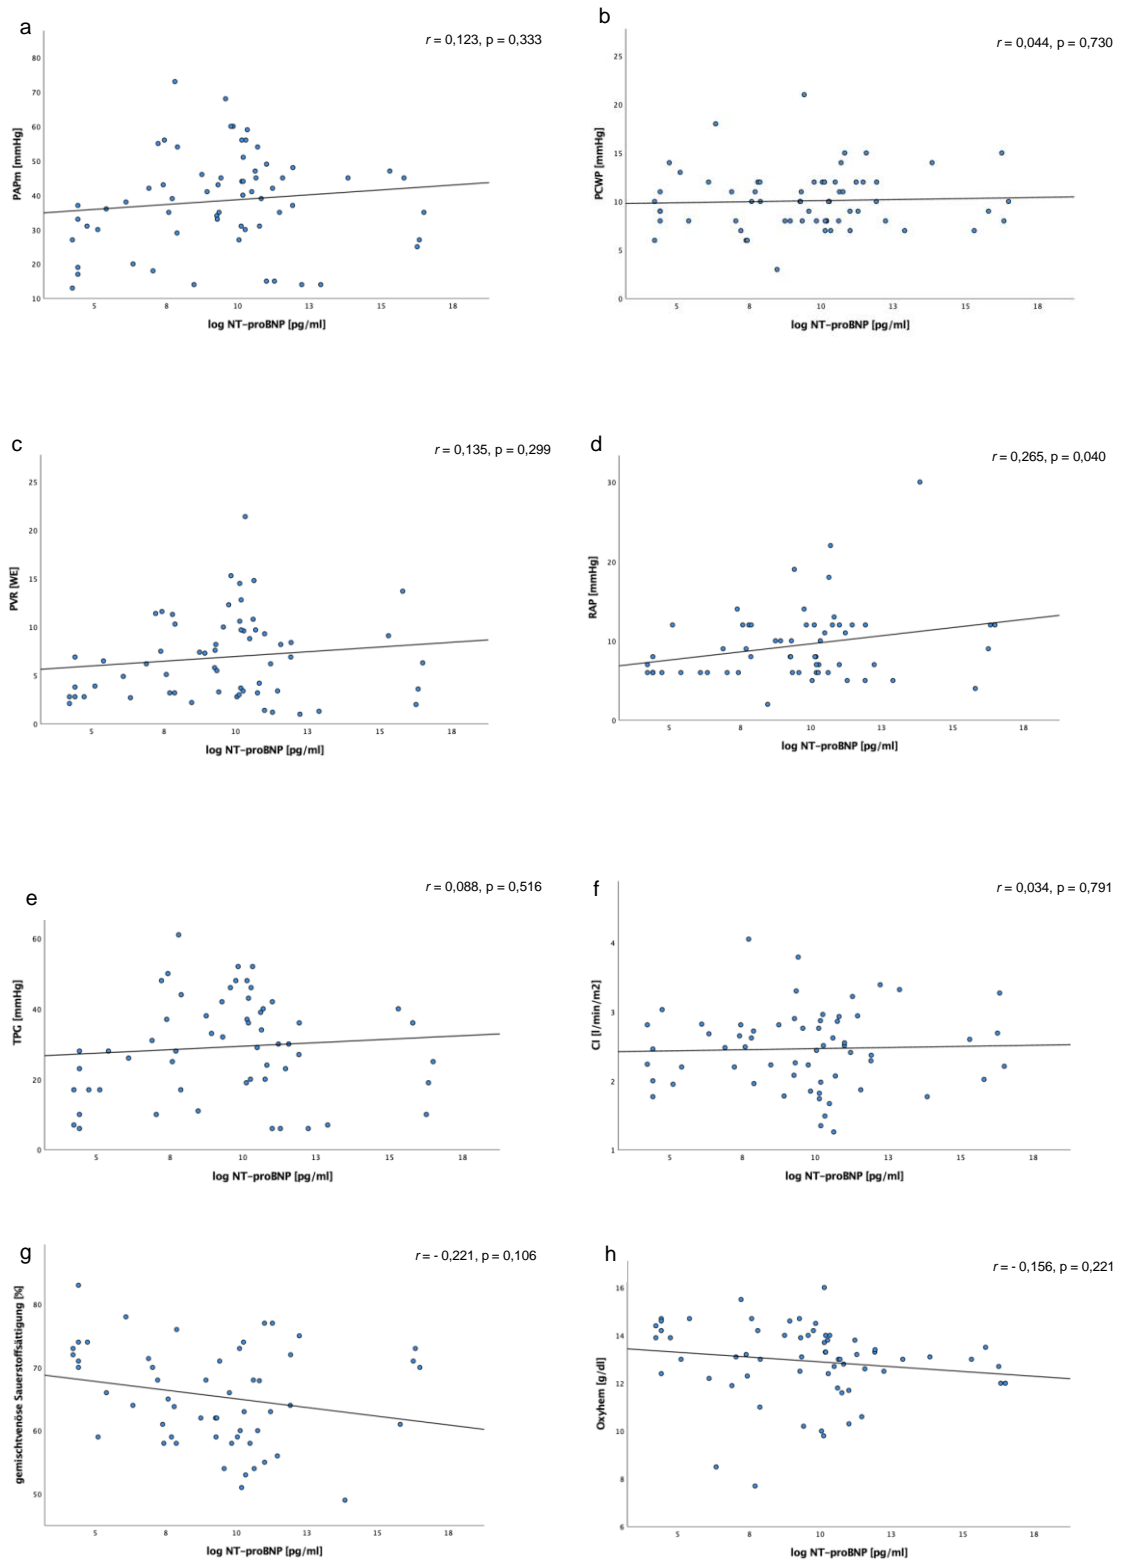 a
r = 0,123, p = 0,333
PAPm [mmHg]
80
70
60
50
40
30
20
10
5 8 10 13 15 18
log NT-proBNP [pg/ml]
b
r = 0,044, p = 0,730
PCWP [mmHg]
25
20
15
10
5
0
5 8 10 13 15 18
log NT-proBNP [pg/ml]
c
r = 0,135, p = 0,299
PVR [WE]
25
20
15
10
5
0
5 8 10 13 15 18
log NT-proBNP [pg/ml]
d
r = 0,265, p = 0,040
RAP [mmHg]
30
20
10
0
5 8 10 13 15 18
log NT-proBNP [pg/ml]
e
r = 0,088, p = 0,516
TPG [mmHg]
60
40
20
0
5 8 10 13 15 18
log NT-proBNP [pg/ml]
f
r = 0,034, p = 0,791
CI [l/min/m2]
4
3
2
1
5 8 10 13 15 18
log NT-proBNP [pg/ml]
g
r = - 0,221, p = 0,106
gemischtvenöse Sauerstoffsättigung [%]
80
70
60
50
5 8 10 13 15 18
log NT-proBNP [pg/ml]
h
r = - 0,156, p = 0,221
Oxyhem [g/dl]
16
14
12
10
8
6
5 8 10 13 15 18
log NT-proBNP [pg/ml]